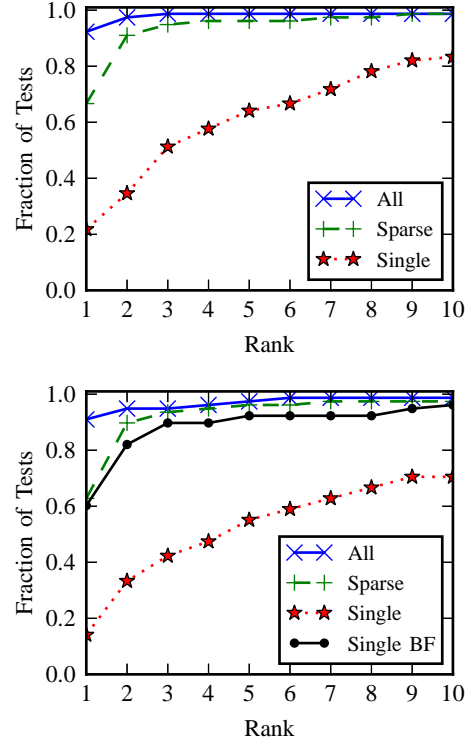 1.0
0.8
0.6
0.4
0.2
0.0
Fraction of Tests
All
Sparse
Single
1 2 3 4 5 6 7 8 9 10
Rank
1.0
0.8
0.6
0.4
0.2
0.0
Fraction of Tests
All
Sparse
Single
Single BF
1 2 3 4 5 6 7 8 9 10
Rank